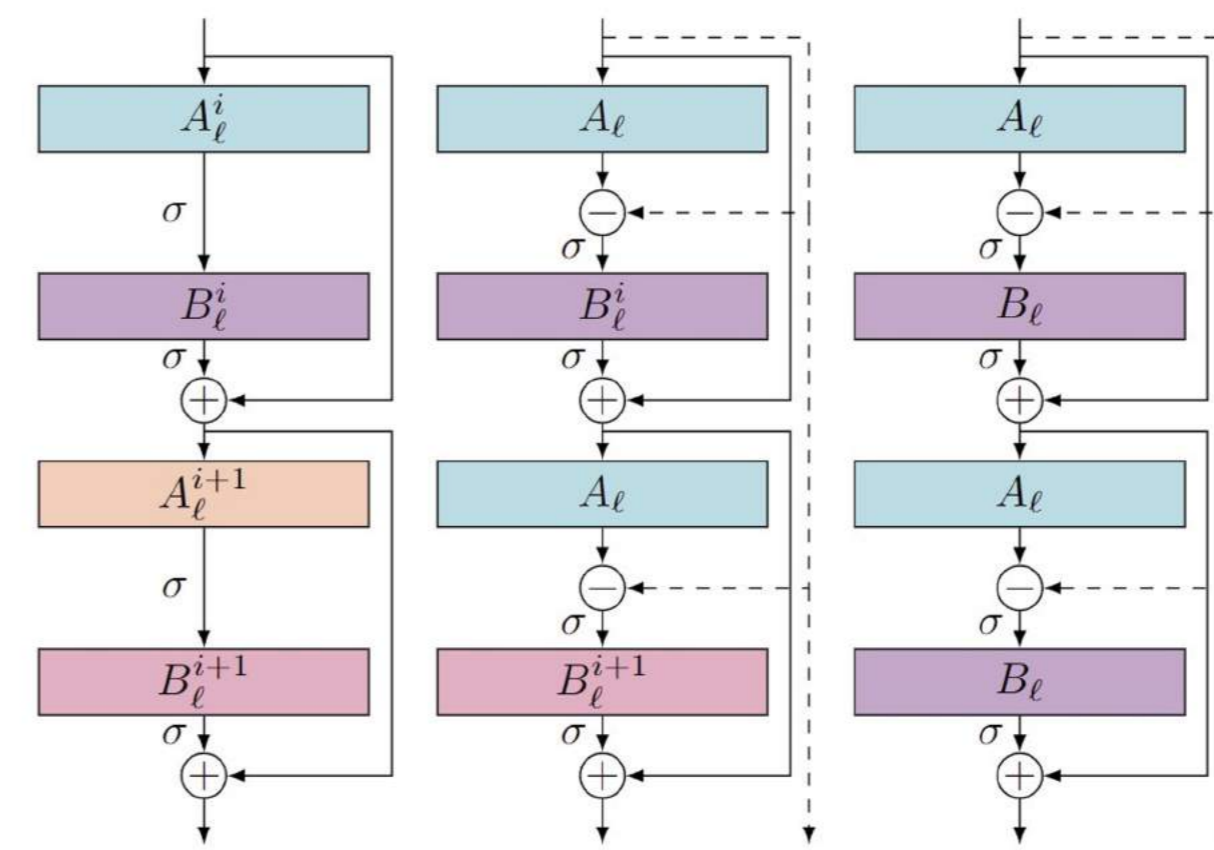 A_ℓ^i A_ℓ A_ℓ
− −
σ σ σ
B_ℓ^i B_ℓ^i B_ℓ
σ σ σ
+ + +
A_ℓ^{i+1} A_ℓ A_ℓ
− −
σ σ σ
B_ℓ^{i+1} B_ℓ^{i+1} B_ℓ
σ σ σ
+ + +